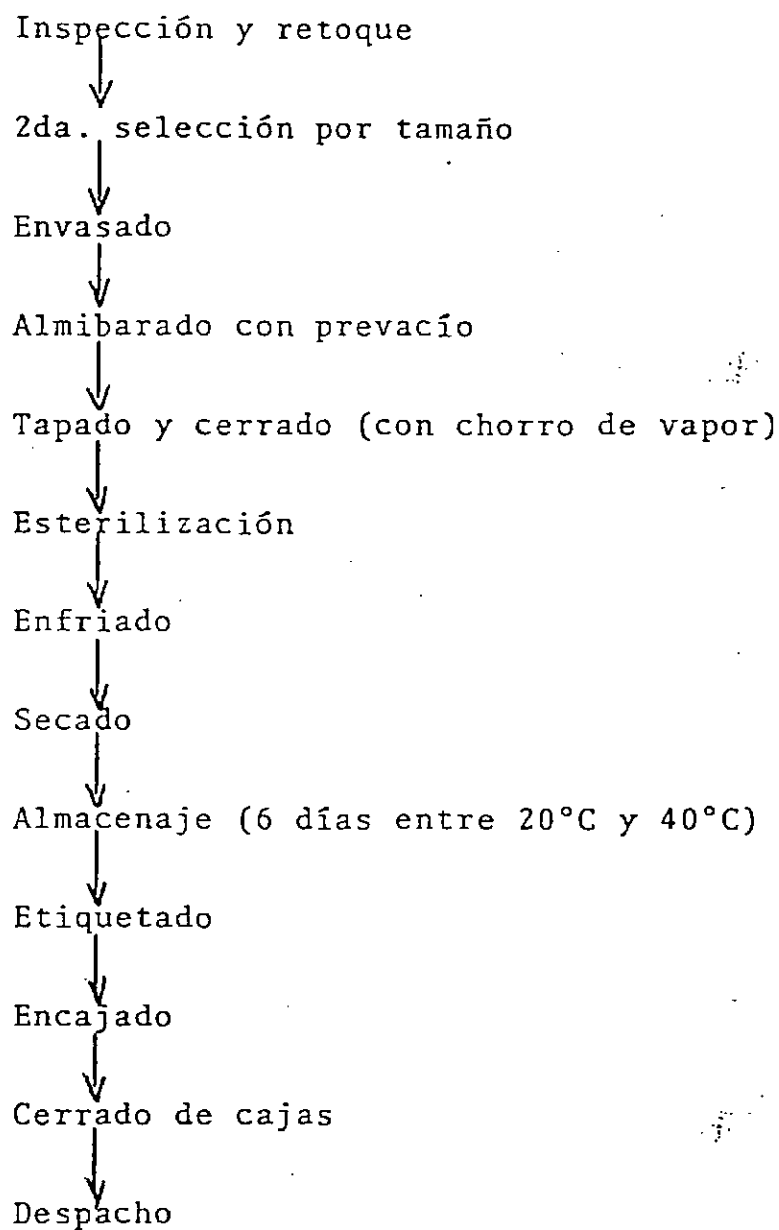 Inspección y retoque
2da. selección por tamaño
Envasado
Almibarado con prevacío
Tapado y cerrado (con chorro de vapor)
Esterilización
Enfriado
Secado
Almacenaje (6 días entre 20°C y 40°C)
Etiquetado
Encajado
Cerrado de cajas
Despacho